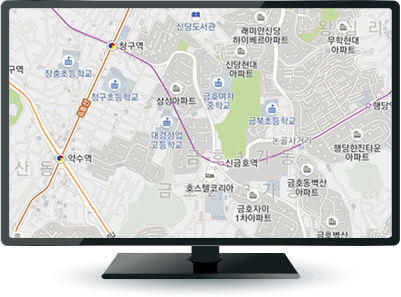 신당도서관
래미안신당
하이베르아파트
무학현대
아파트
청구역
신당현대
아파트
장충초등학교
청구초등학교
삼성아파트
금호여자
중학교
금북초등학교
행당역
대경상업
고등학교
논골사거리
행당한진타운
아파트
약수역
신금호역
호스텔코리아
금호동벽산
아파트
금호자이
1차아파트
금호벽산
아파트